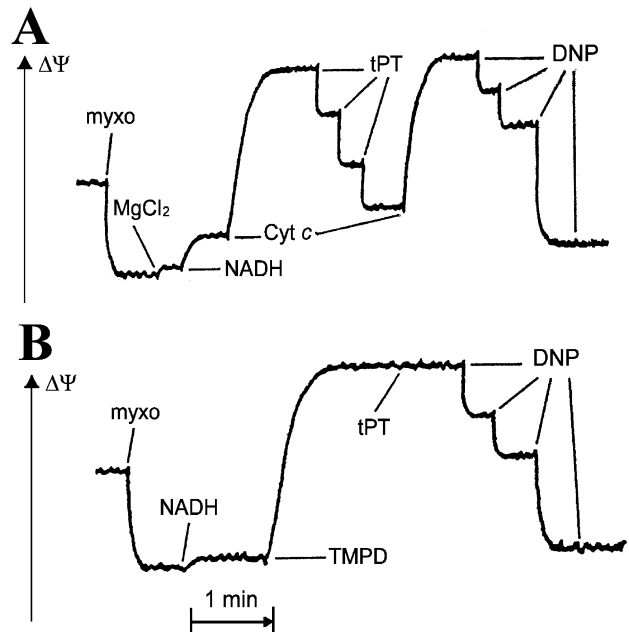 A
ΔΨ
tPT
DNP
myxo
MgCl₂
Cyt c
NADH
B
ΔΨ
DNP
myxo
tPT
NADH
TMPD
1 min